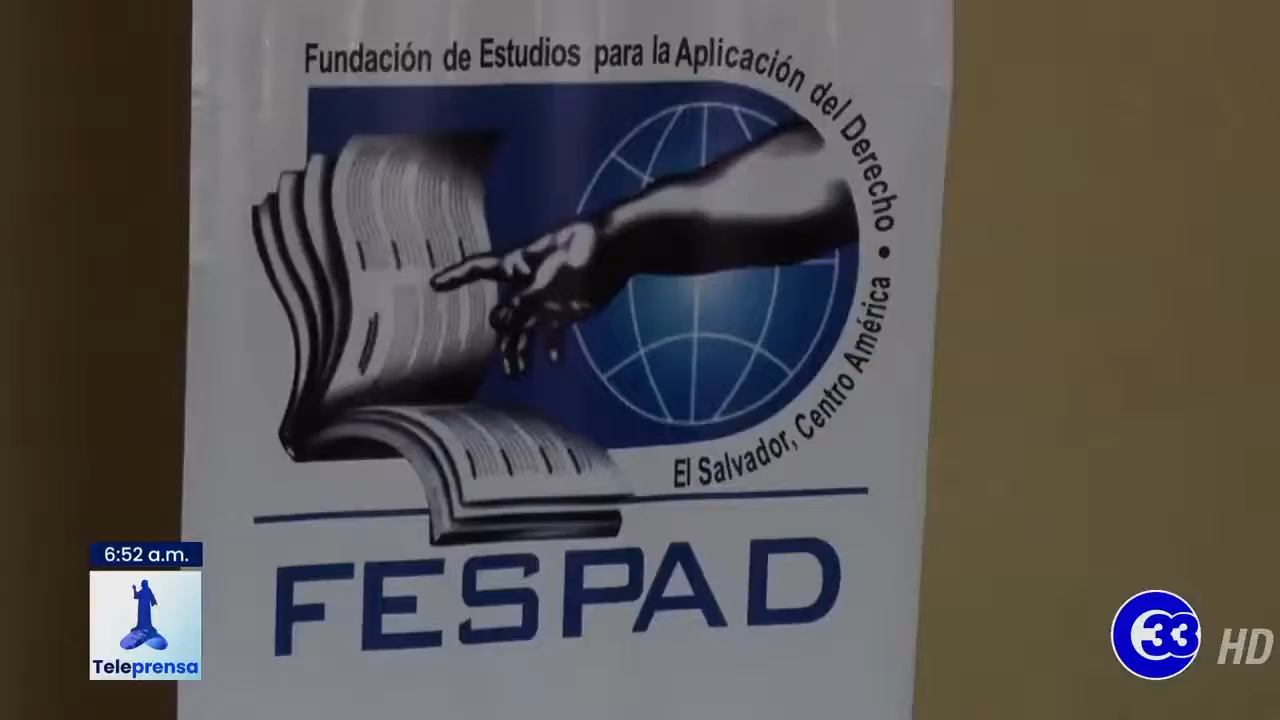 Fundación de Estudios para la Aplicación del Derecho •
El Salvador, Centro América
FESPAD
6:52 a.m.
Teleprensa
33
HD